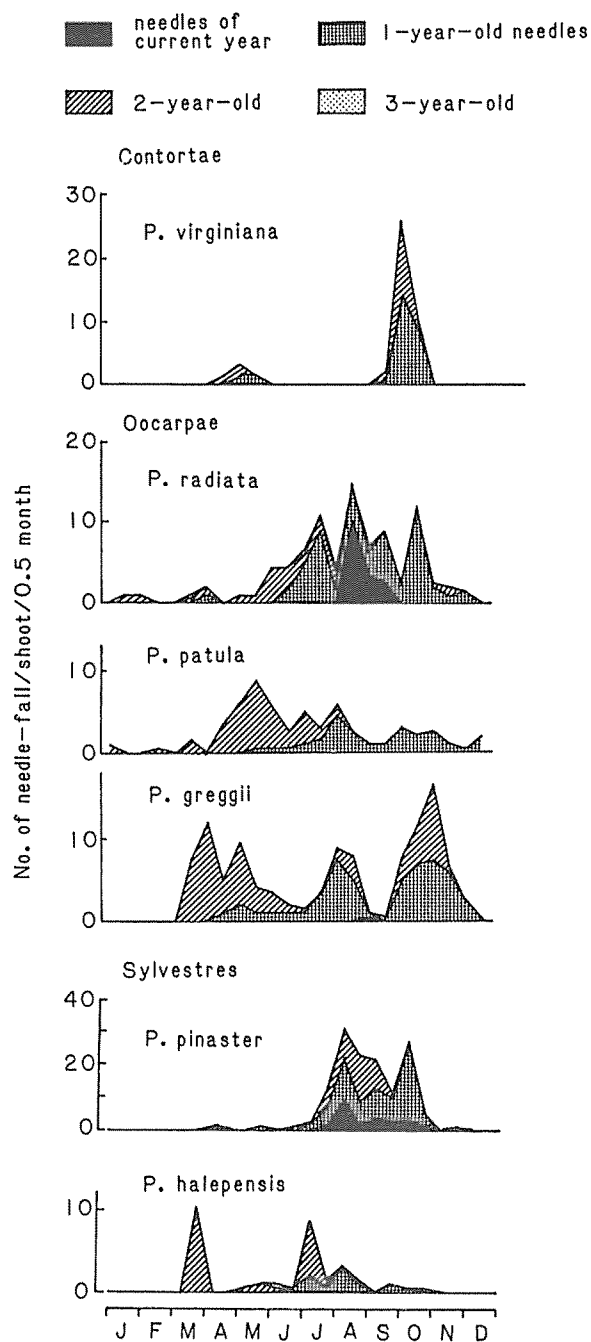 needles of
current year
1-year-old needles
2-year-old
3-year-old
Contortae
30
P. virginiana
20
10
0
Oocarpae
20
P. radiata
10
0
No. of needle-fall/shoot/0.5 month
P. patula
10
0
P. greggii
10
0
Sylvestres
40
P. pinaster
20
0
P. halepensis
10
0
J F M A M J J A S O N D